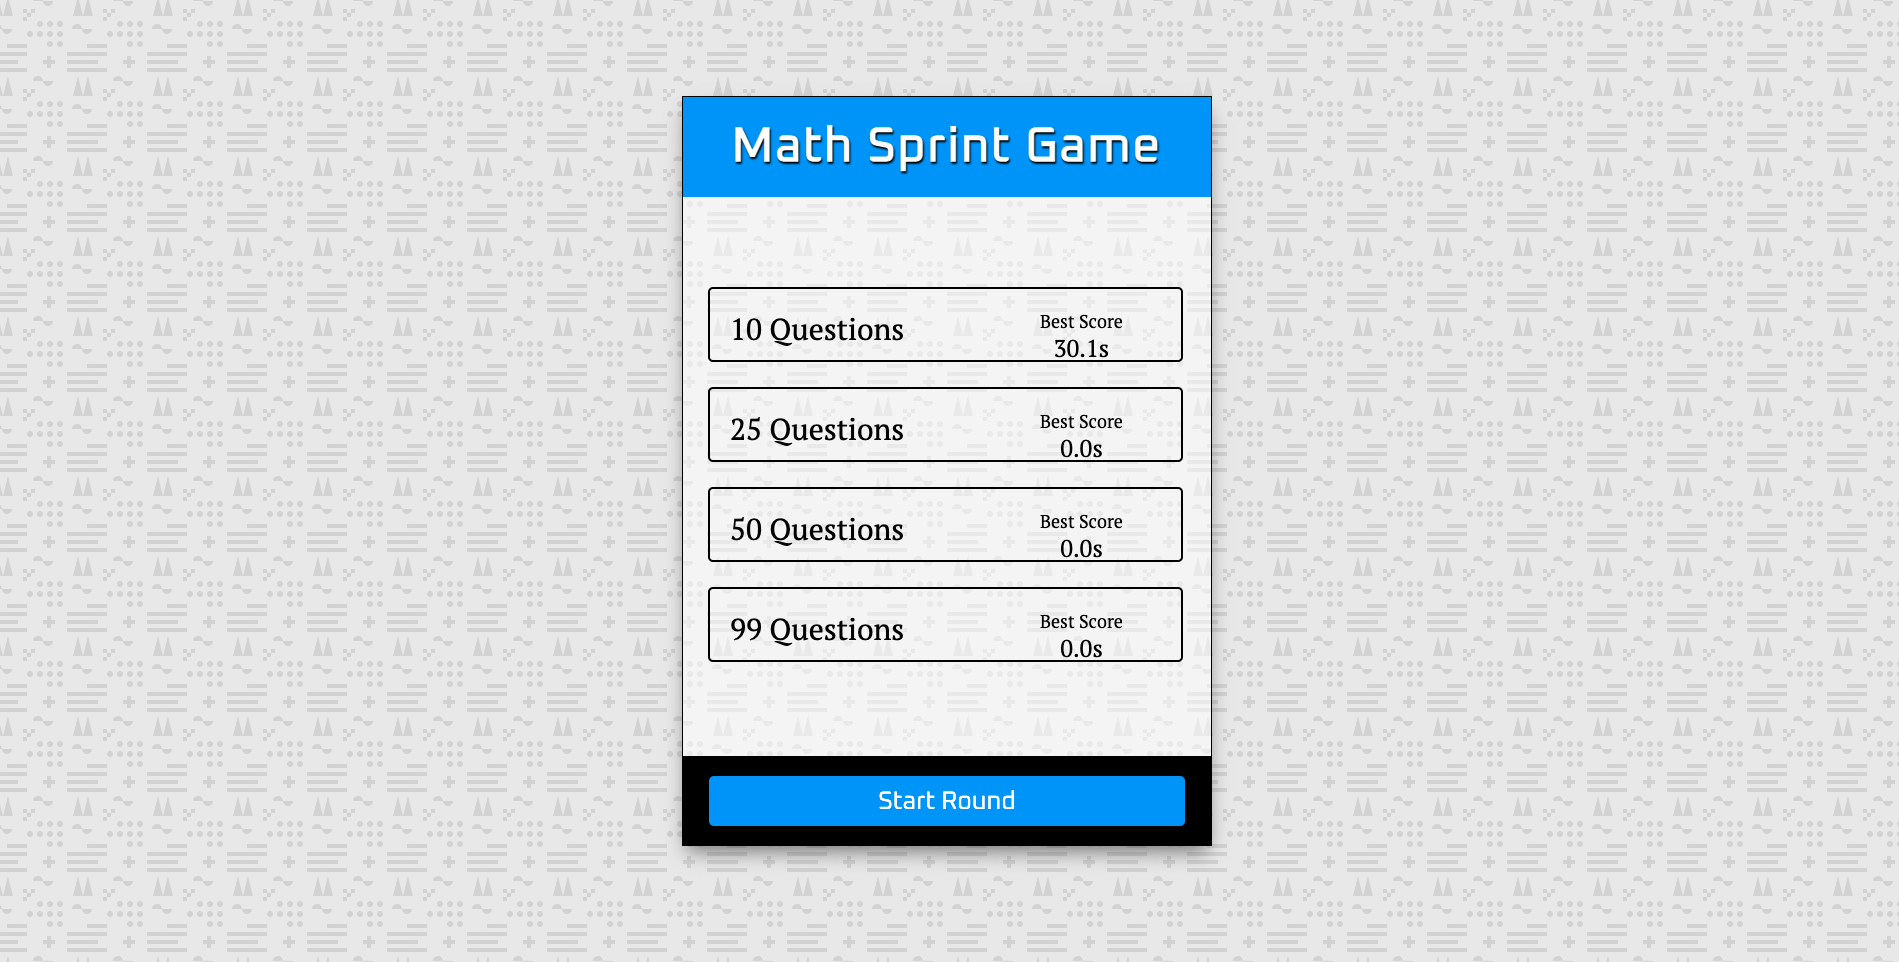 Math Sprint Game
10 Questions
Best Score
30.1s
25 Questions
Best Score
0.0s
50 Questions
Best Score
0.0s
99 Questions
Best Score
0.0s
Start Round